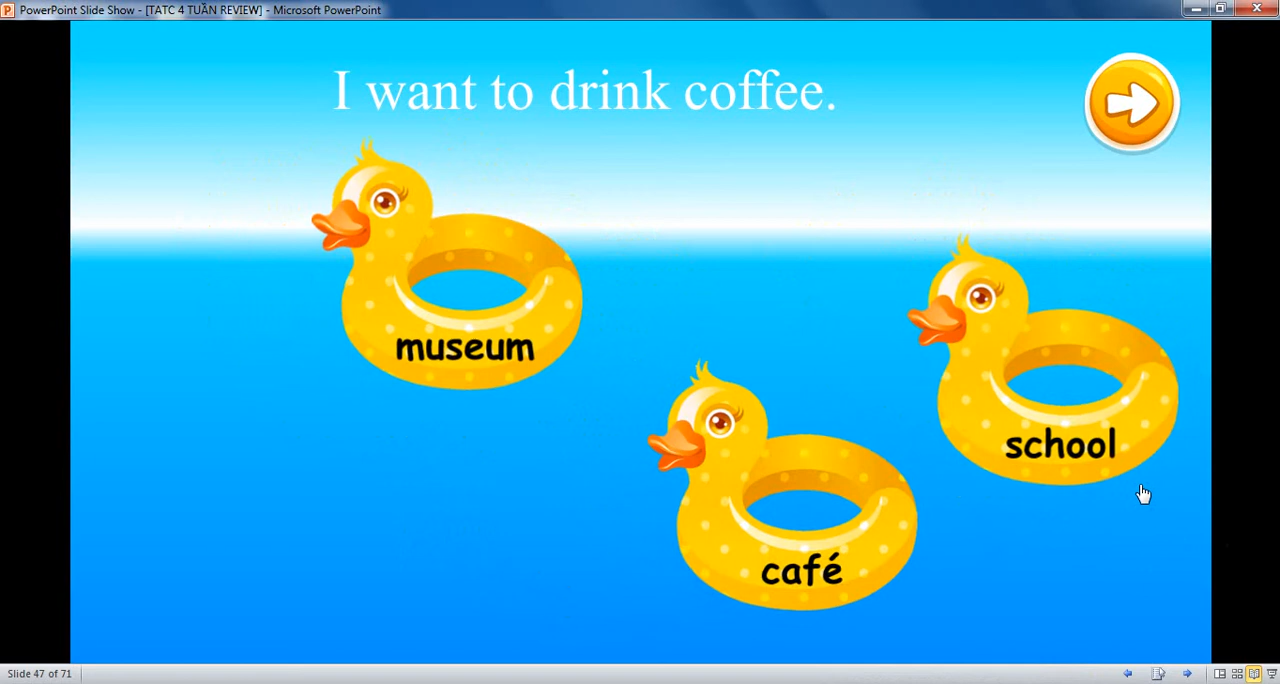 PowerPoint Slide Show - [TATC 4 TUẦN REVIEW] - Microsoft PowerPoint
I want to drink coffee.
museum
school
café
Slide 47 of 71